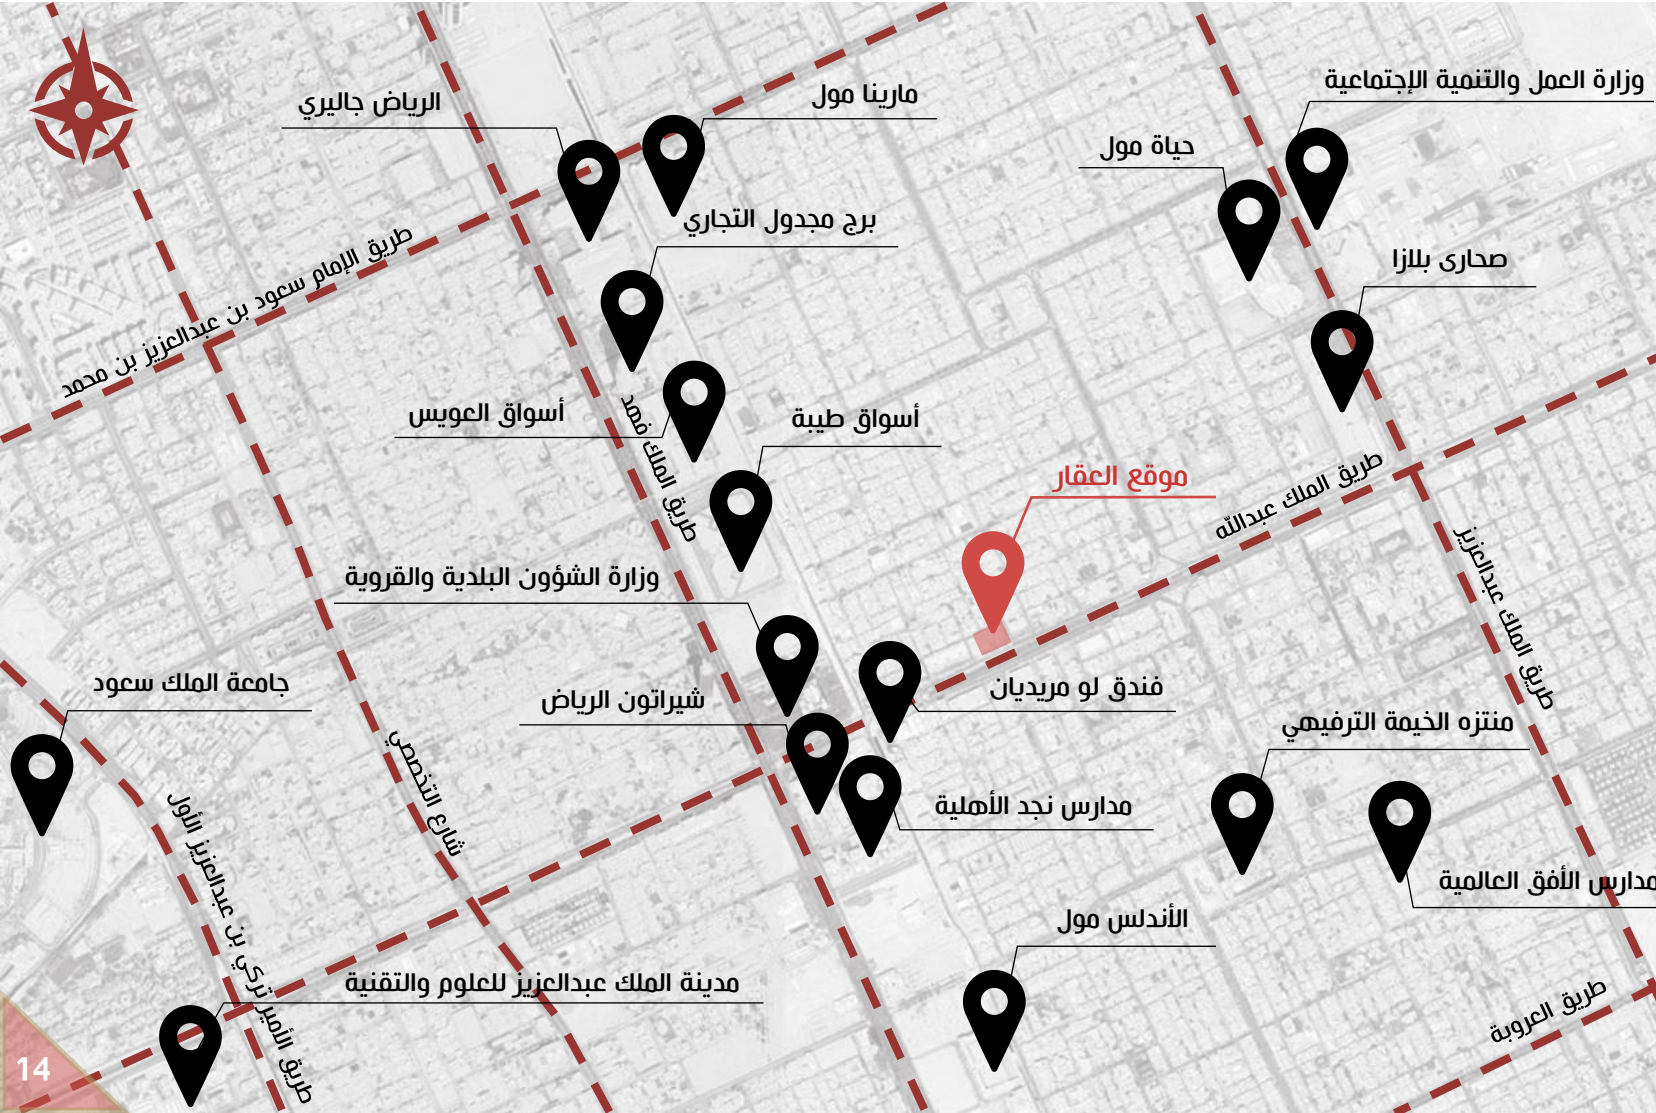 وزارة العمل والتنمية الإجتماعية
مارينا مول
الرياض جاليري
حياة مول
برج مجدول التجاري
طريق الإمام سعود بن عبدالعزيز بن محمد
صحارى بلازا
أسواق العويس
أسواق طيبة
طريق الملك فهد
موقع العقار
طريق الملك عبدالله
وزارة الشؤون البلدية والقروية
طريق الملك عبدالعزيز
جامعة الملك سعود
شيراتون الرياض
فندق لو مريديان
منتزه الخيمة الترفيهي
شارع التخصصي
مدارس نجد الأهلية
طريق الأمير تركي بن عبدالعزيز الأول
مدارس الأفق العالمية
الأندلس مول
مدينة الملك عبدالعزيز للعلوم والتقنية
طريق العروبة
14